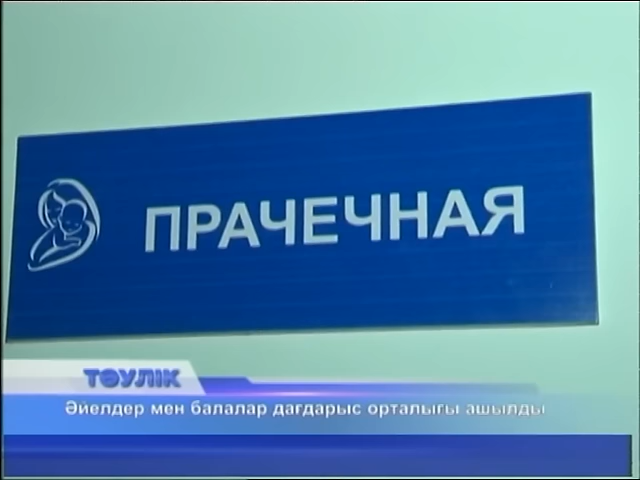 ПРАЧЕЧНАЯ
ТӘУЛІК
Әйелдер мен балалар дағдарыс орталығы ашылды